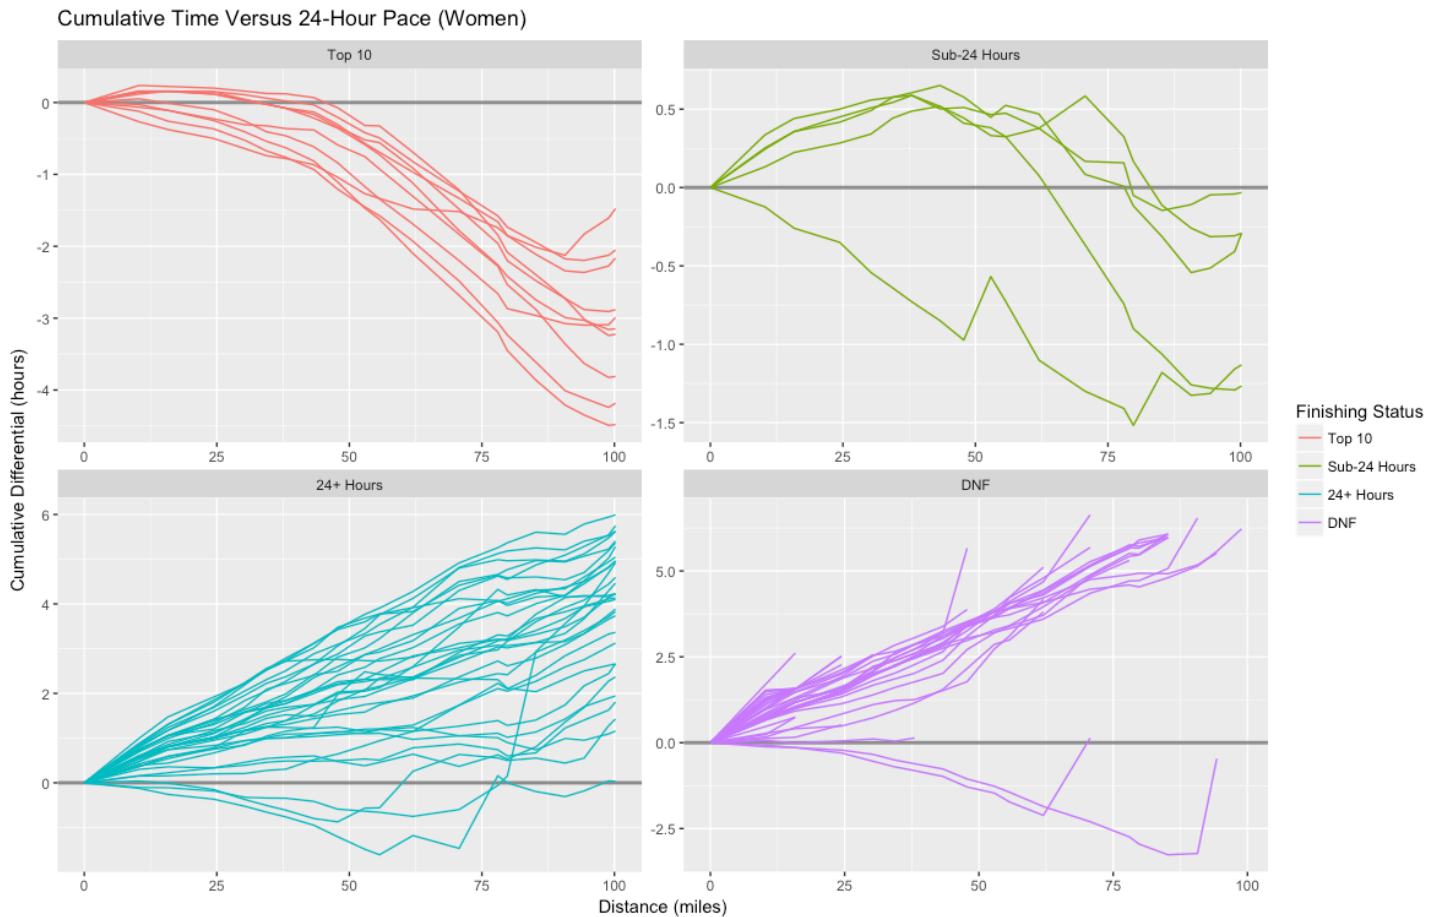 Cumulative Time Versus 24-Hour Pace (Women)
Top 10
Sub-24 Hours
0
-1
-2
-3
-4
0.5
0.0
-0.5
-1.0
-1.5
0 25 50 75 100
0 25 50 75 100
24+ Hours
DNF
6
4
2
0
5.0
2.5
0.0
-2.5
0 25 50 75 100
0 25 50 75 100
Cumulative Differential (hours)
Distance (miles)
Finishing Status
Top 10
Sub-24 Hours
24+ Hours
DNF